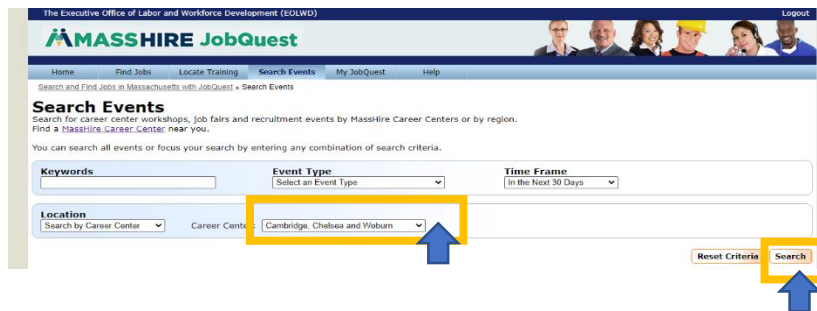 The Executive Office of Labor and Workforce Development (EOLWD) Logout
MASSHIRE JobQuest
Home Find Jobs Locate Training Search Events My JobQuest Help
Search and Find Jobs in Massachusetts with JobQuest » Search Events
Search Events
Search for career center workshops, job fairs and recruitment events by MassHire Career Centers or by region.
Find a MassHire Career Center near you.
You can search all events or focus your search by entering any combination of search criteria.
Keywords Event Type Time Frame
Select an Event Type In the Next 30 Days
Location
Search by Career Center Career Cente: Cambridge, Chelsea and Woburn
Reset Criteria Search